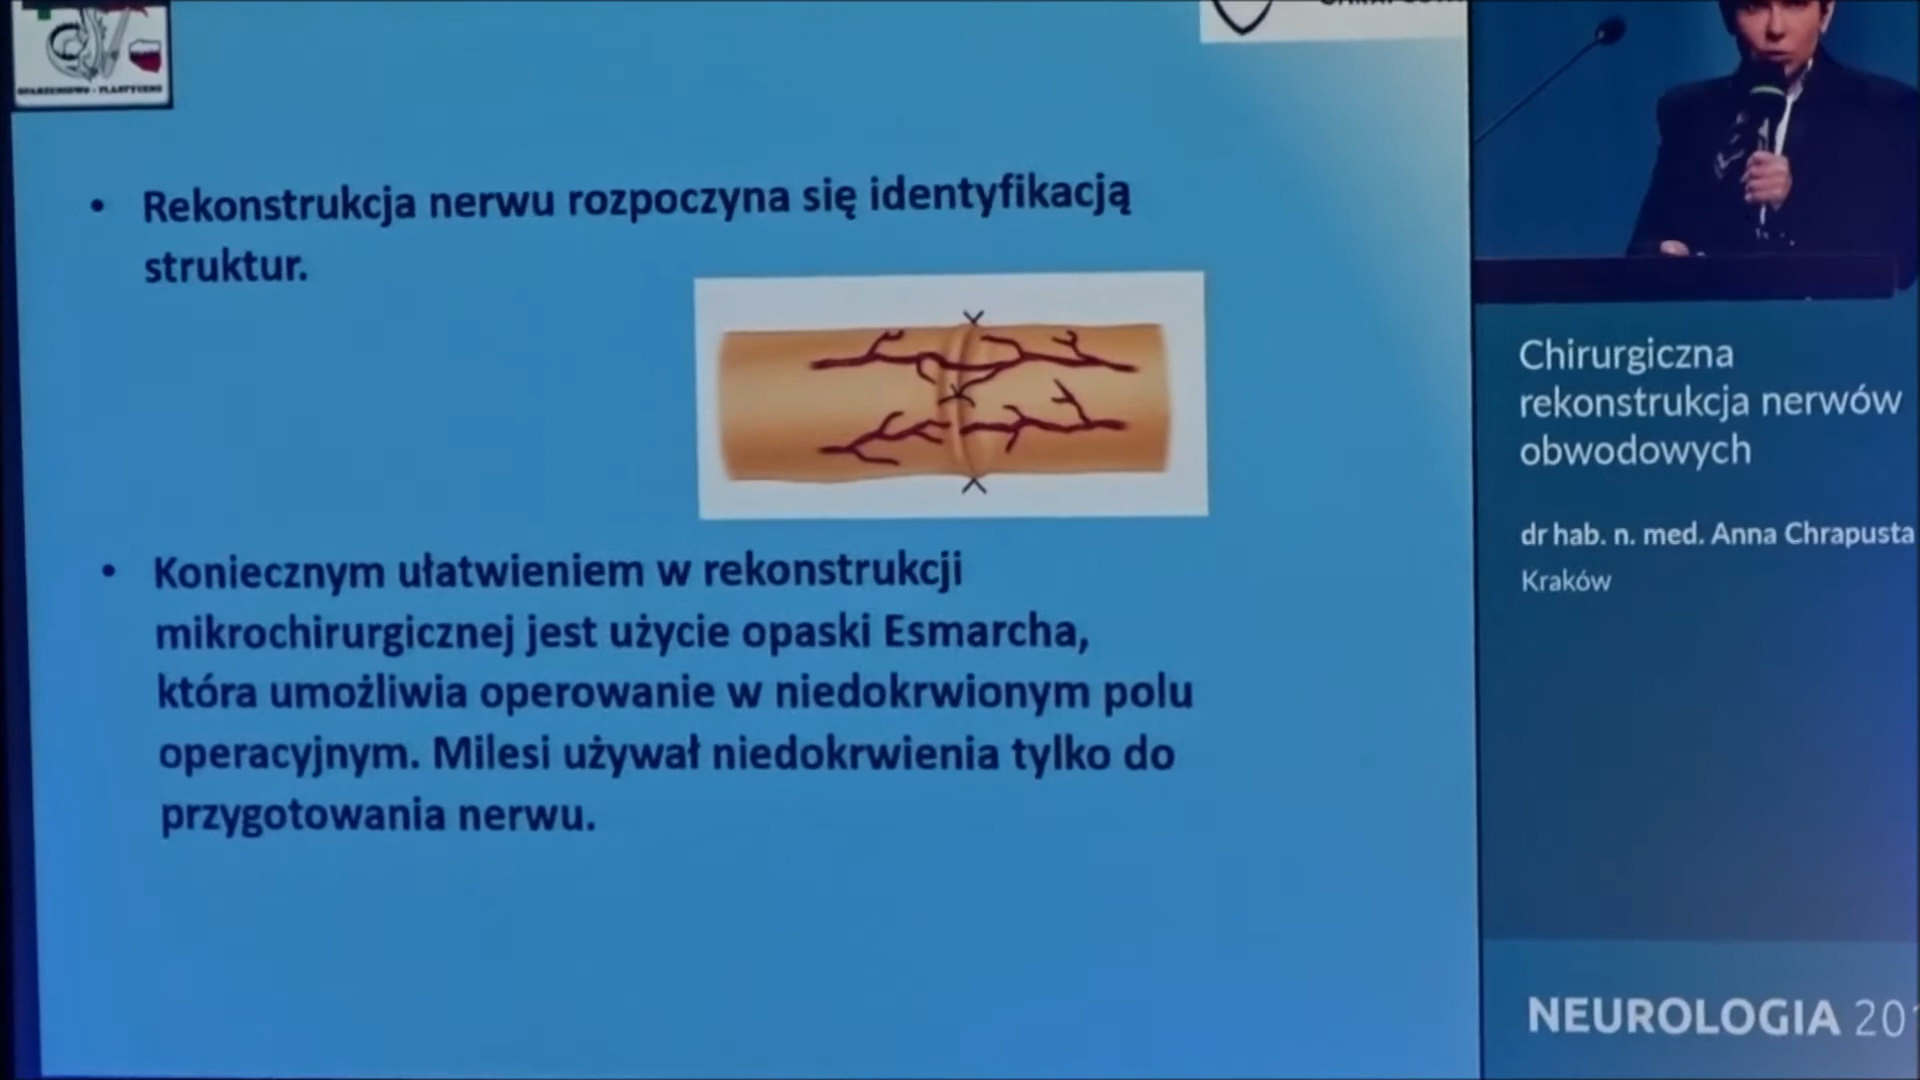 OPARZENIOWO - PLASTYCZNE
• Rekonstrukcja nerwu rozpoczyna się identyfikacją
struktur.
• Koniecznym ułatwieniem w rekonstrukcji
mikrochirurgicznej jest użycie opaski Esmarcha,
która umożliwia operowanie w niedokrwionym polu
operacyjnym. Milesi używał niedokrwienia tylko do
przygotowania nerwu.
Chirurgiczna
rekonstrukcja nerwów
obwodowych
dr hab. n. med. Anna Chrapusta
Kraków
NEUROLOGIA